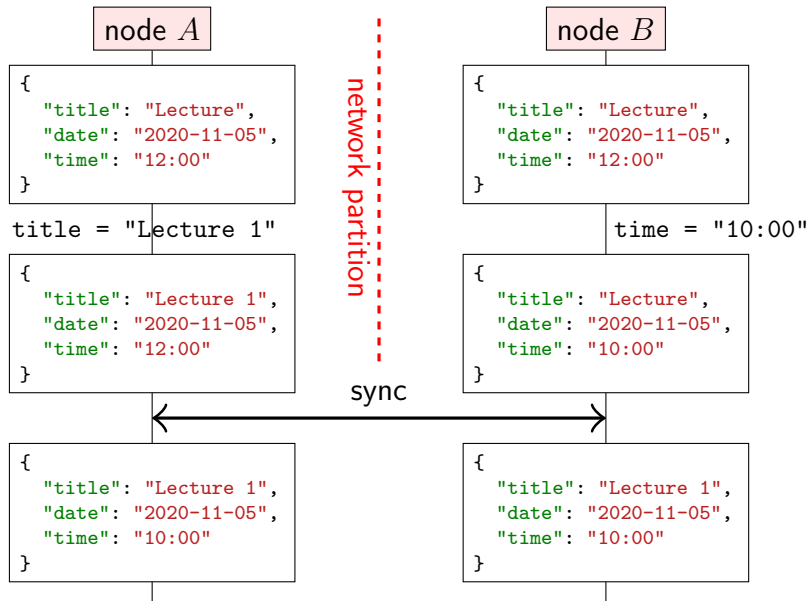 node A
node B
{
  "title": "Lecture",
  "date": "2020-11-05",
  "time": "12:00"
}
{
  "title": "Lecture",
  "date": "2020-11-05",
  "time": "12:00"
}
network partition
title = "Lecture 1"
time = "10:00"
{
  "title": "Lecture 1",
  "date": "2020-11-05",
  "time": "12:00"
}
{
  "title": "Lecture",
  "date": "2020-11-05",
  "time": "10:00"
}
sync
{
  "title": "Lecture 1",
  "date": "2020-11-05",
  "time": "10:00"
}
{
  "title": "Lecture 1",
  "date": "2020-11-05",
  "time": "10:00"
}